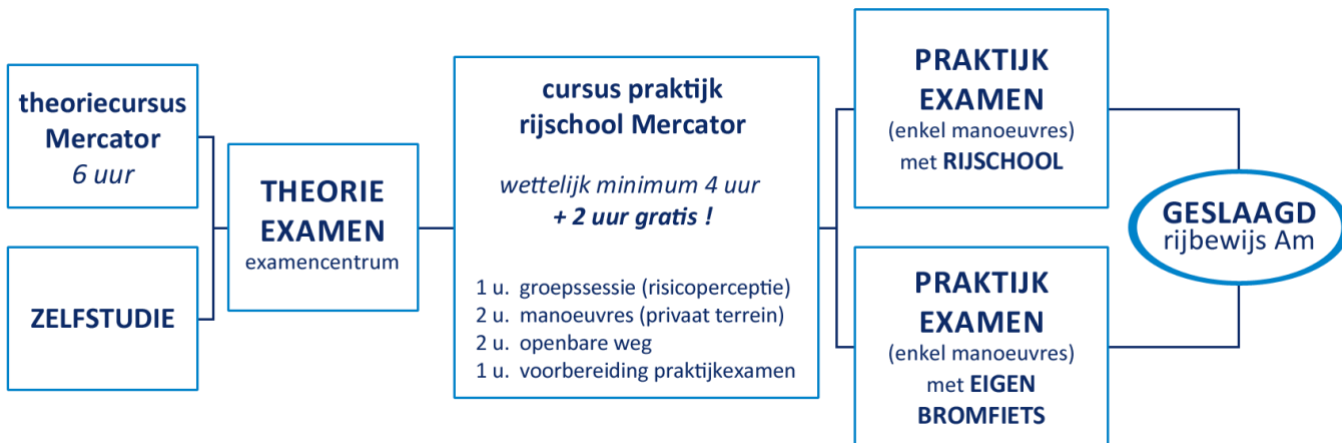 theoriecursus
Mercator
6 uur
ZELFSTUDIE
THEORIE
EXAMEN
examencentrum
cursus praktijk
rijschool Mercator
wettelijk minimum 4 uur
+ 2 uur gratis !
1 u. groepssessie (risicoperceptie)
2 u. manoeuvres (privaat terrein)
2 u. openbare weg
1 u. voorbereiding praktijkexamen
PRAKTIJK
EXAMEN
(enkel manoeuvres)
met RIJSCHOOL
PRAKTIJK
EXAMEN
(enkel manoeuvres)
met EIGEN
BROMFIETS
GESLAAGD
rijbewijs Am